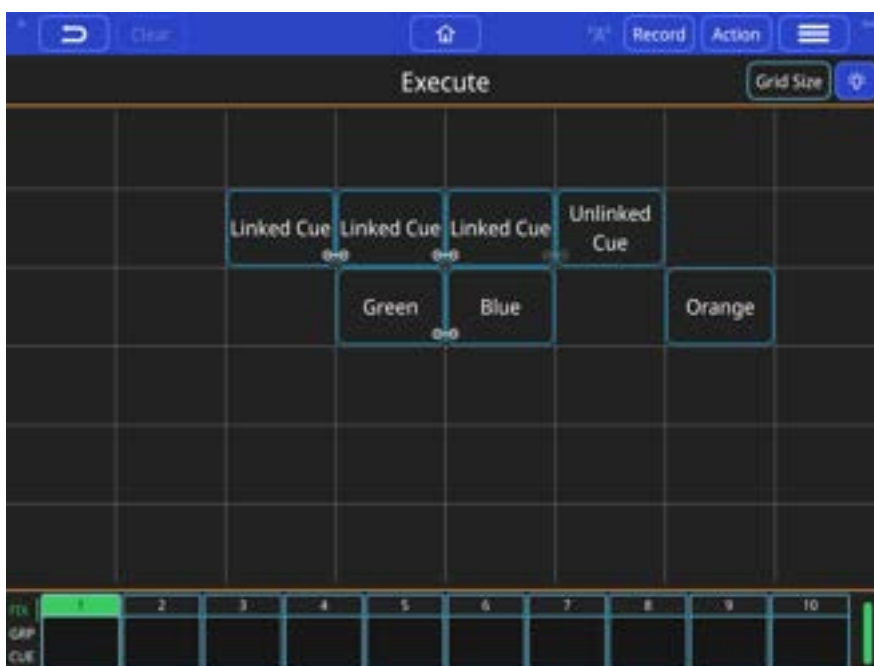 Clear
Record
Action
Execute
Grid Size
Linked Cue
Linked Cue
Linked Cue
Unlinked
Cue
Green
Blue
Orange
FIX
1
2
3
4
5
6
7
8
9
10
GRP
CUE